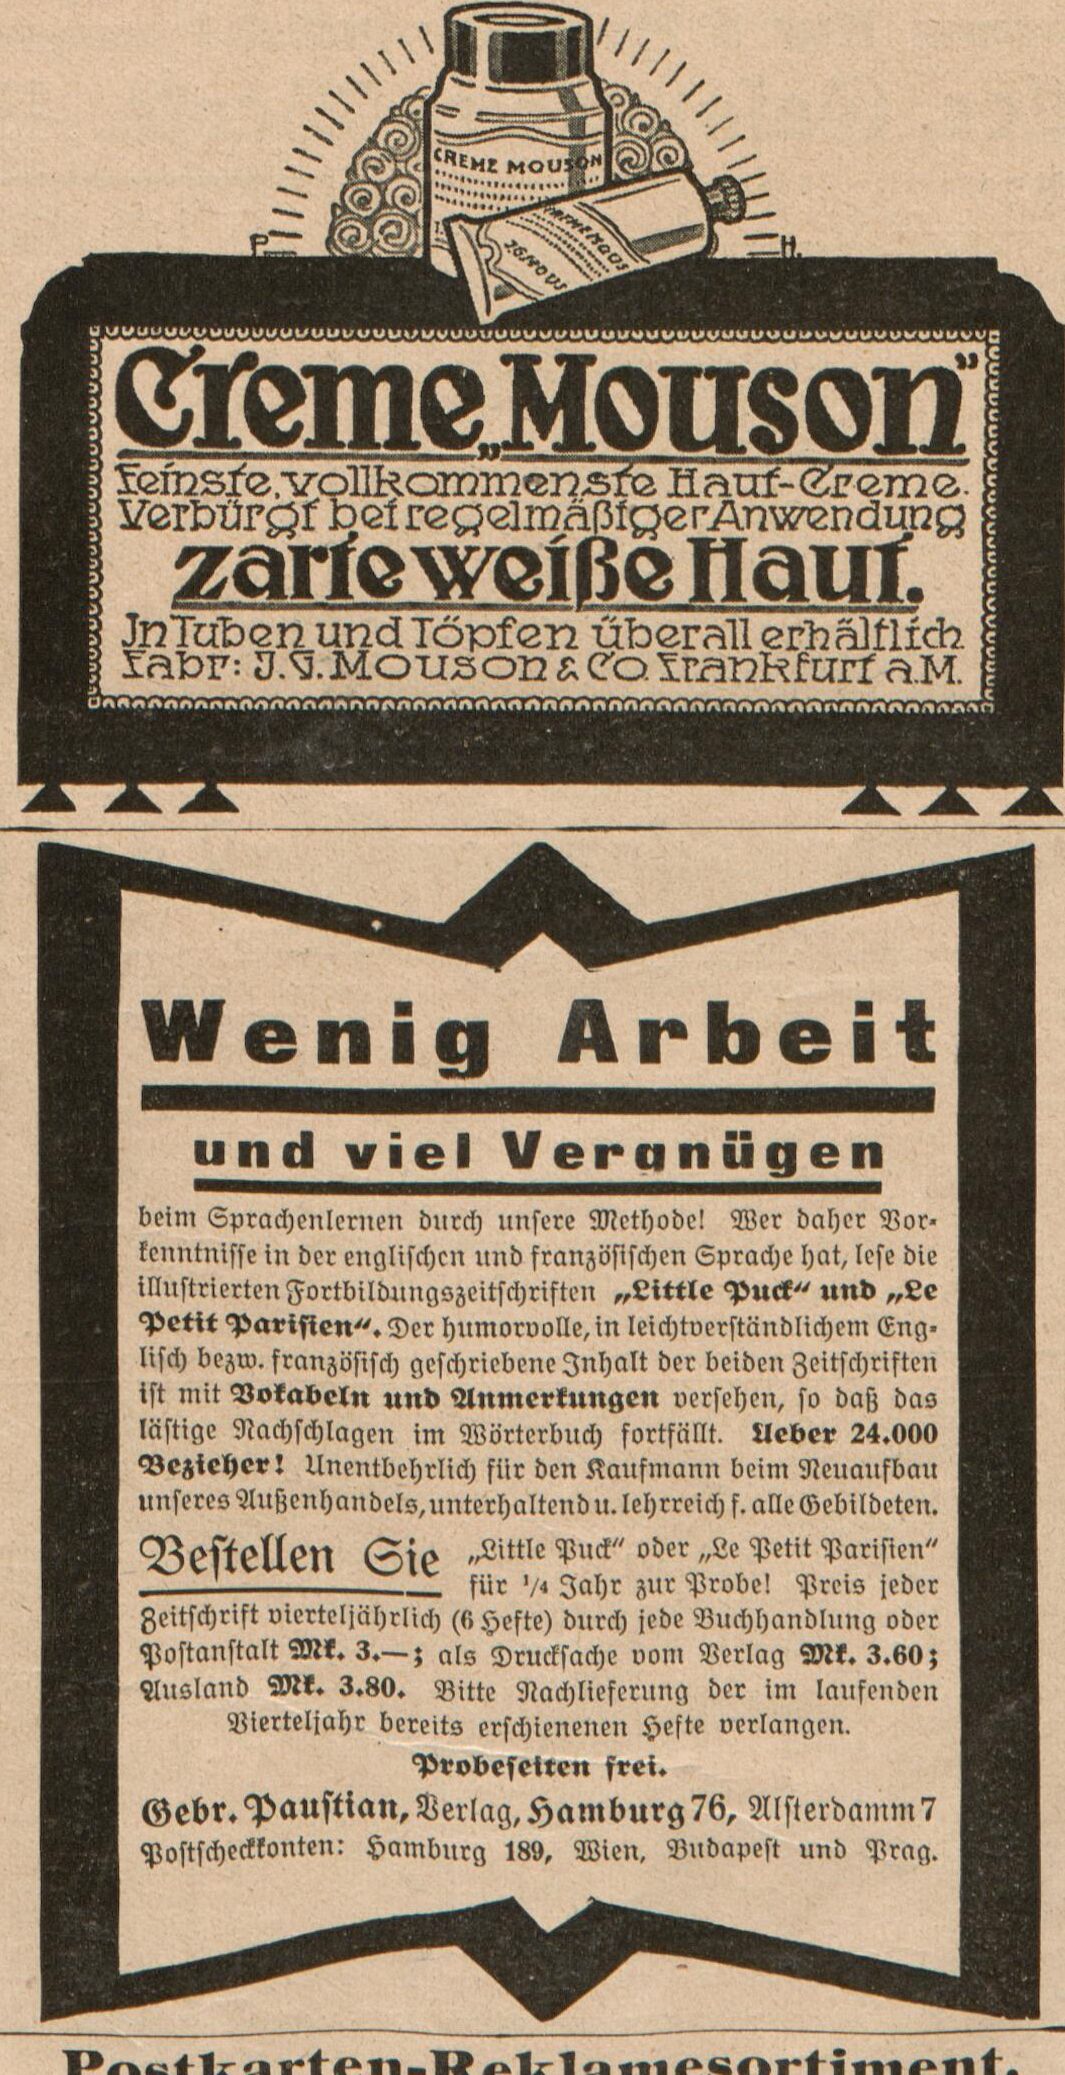 CREME MOUSON
P.
H.
Creme „Mouson”
feinste, vollkommenste Haut-Creme.
Verbürgt bei regelmäßiger Anwendung
zarte weiße Haut.
In Tuben und Töpfen überall erhältlich
Fabr: J.G. Mouson & Co. Frankfurt a.M.
Wenig Arbeit
und viel Vergnügen
beim Sprachenlernen durch unsere Methode! Wer daher Vor-
kenntnisse in der englischen und französischen Sprache hat, lese die
illustrierten Fortbildungszeitschriften „Little Puck“ und „Le
Petit Parisien“. Der humorvolle, in leichtverständlichem Eng-
lisch bezw. französisch geschriebene Inhalt der beiden Zeitschriften
ist mit Vokabeln und Anmerkungen versehen, so daß das
lästige Nachschlagen im Wörterbuch fortfällt. Ueber 24.000
Bezieher! Unentbehrlich für den Kaufmann beim Neuaufbau
unseres Außenhandels, unterhaltend u. lehrreich f. alle Gebildeten.
Bestellen Sie „Little Puck“ oder „Le Petit Parisien“
für 1/4 Jahr zur Probe! Preis jeder
Zeitschrift vierteljährlich (6 Hefte) durch jede Buchhandlung oder
Postanstalt Mk. 3.—; als Drucksache vom Verlag Mk. 3.60;
Ausland Mk. 3.80. Bitte Nachlieferung der im laufenden
Vierteljahr bereits erschienenen Hefte verlangen.
Probeseiten frei.
Gebr. Paustian, Verlag, Hamburg 76, Alsterdamm 7
Postscheckkonten: Hamburg 189, Wien, Budapest und Prag.
Postkarten-Reklamesortiment.